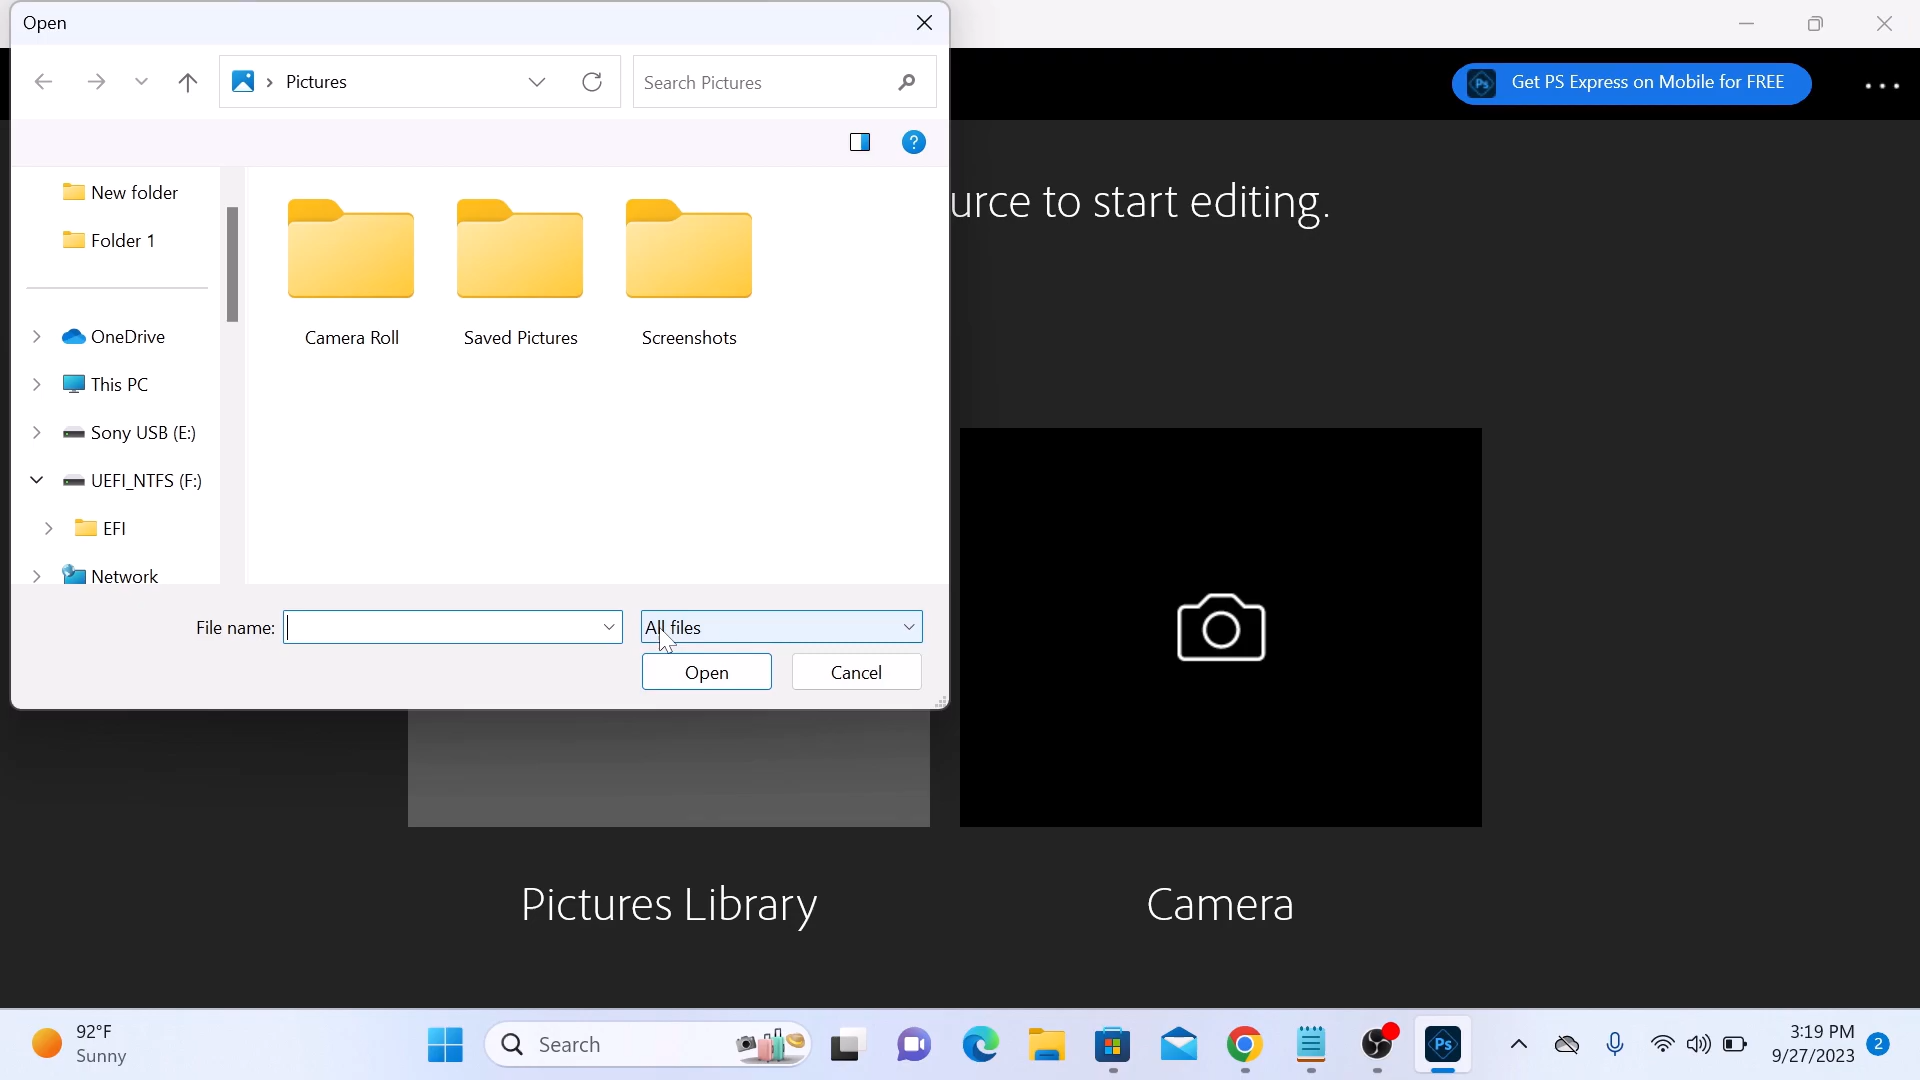 Open
Pictures
Search Pictures
Get PS Express on Mobile for FREE
New folder
Folder 1
OneDrive
This PC
Sony USB (E:)
UEFI_NTFS (F:)
EFI
Network
Camera Roll
Saved Pictures
Screenshots
urce to start editing.
File name:
All files
Open
Cancel
Pictures Library
Camera
92°F
Sunny
Search
Ps
3:19 PM
9/27/2023
2